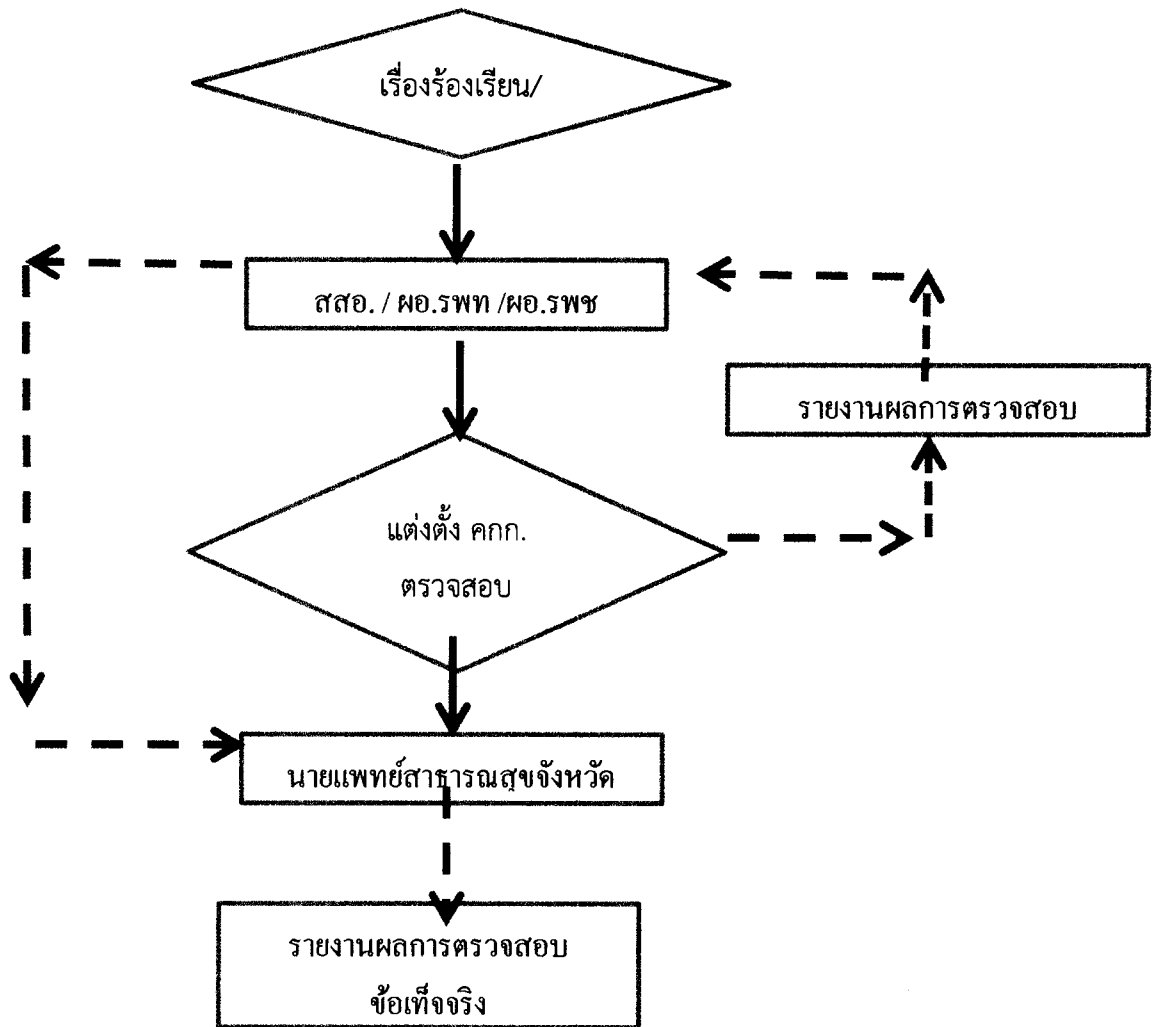 เรื่องร้องเรียน/
สสอ. / ผอ.รพท /ผอ.รพช
รายงานผลการตรวจสอบ
แต่งตั้ง คกก.
ตรวจสอบ
นายแพทย์สาธารณสุขจังหวัด
รายงานผลการตรวจสอบ
ข้อเท็จจริง